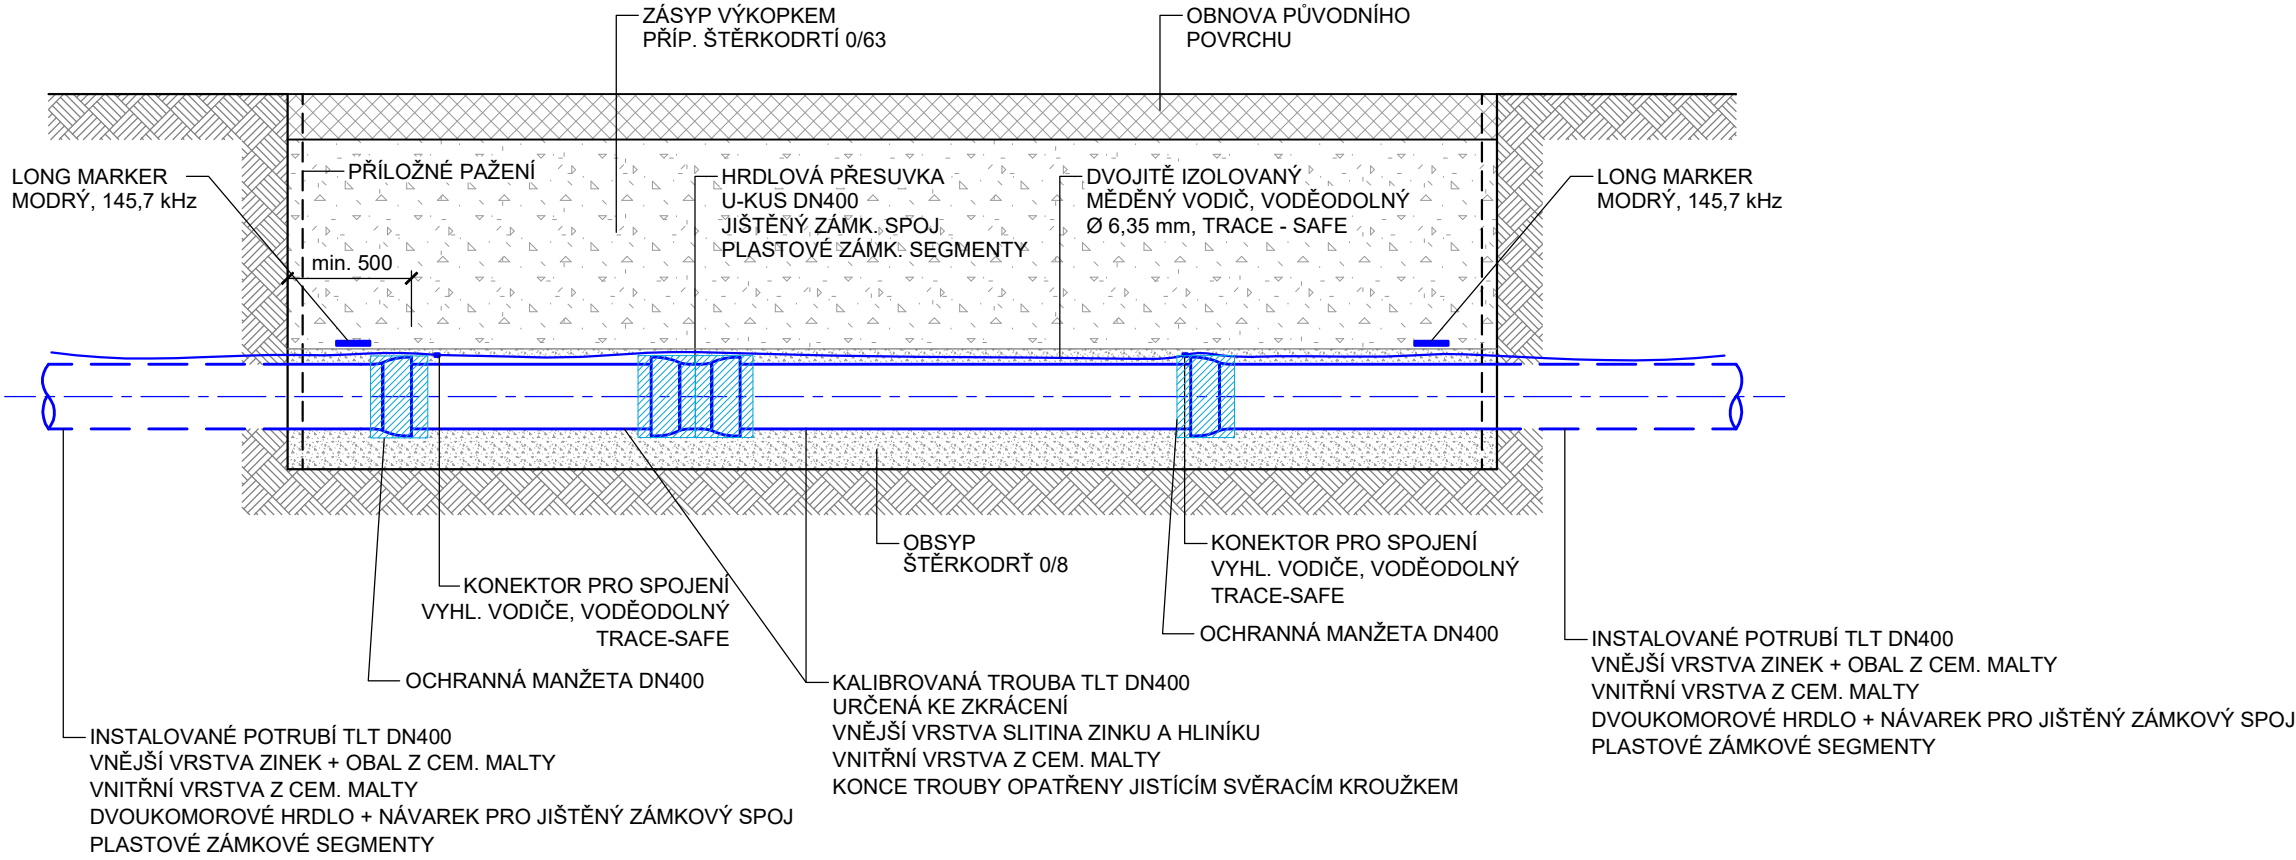 ZÁSYP VÝKOPKEM
PŘÍP. ŠTĚRKODRTÍ 0/63
OBNOVA PŮVODNÍHO
POVRCHU
LONG MARKER
MODRÝ, 145,7 kHz
PŘÍLOŽNÉ PAŽENÍ
HRDLOVÁ PŘESUVKA
U-KUS DN400
JIŠTĚNÝ ZÁMK. SPOJ
PLASTOVÉ ZÁMK. SEGMENTY
DVOJITĚ IZOLOVANÝ
MĚDĚNÝ VODIČ, VODĚODOLNÝ
Ø 6,35 mm, TRACE - SAFE
LONG MARKER
MODRÝ, 145,7 kHz
min. 500
OBSYP
ŠTĚRKODRŤ 0/8
KONEKTOR PRO SPOJENÍ
VYHL. VODIČE, VODĚODOLNÝ
TRACE-SAFE
KONEKTOR PRO SPOJENÍ
VYHL. VODIČE, VODĚODOLNÝ
TRACE-SAFE
OCHRANNÁ MANŽETA DN400
OCHRANNÁ MANŽETA DN400
KALIBROVANÁ TROUBA TLT DN400
URČENÁ KE ZKRÁCENÍ
VNĚJŠÍ VRSTVA SLITINA ZINKU A HLINÍKU
VNITŘNÍ VRSTVA Z CEM. MALTY
KONCE TROUBY OPATŘENY JISTÍCÍM SVĚRACÍM KROUŽKEM
INSTALOVANÉ POTRUBÍ TLT DN400
VNĚJŠÍ VRSTVA ZINEK + OBAL Z CEM. MALTY
VNITŘNÍ VRSTVA Z CEM. MALTY
DVOUKOMOROVÉ HRDLO + NÁVAREK PRO JIŠTĚNÝ ZÁMKOVÝ SPOJ
PLASTOVÉ ZÁMKOVÉ SEGMENTY
INSTALOVANÉ POTRUBÍ TLT DN400
VNĚJŠÍ VRSTVA ZINEK + OBAL Z CEM. MALTY
VNITŘNÍ VRSTVA Z CEM. MALTY
DVOUKOMOROVÉ HRDLO + NÁVAREK PRO JIŠTĚNÝ ZÁMKOVÝ SPOJ
PLASTOVÉ ZÁMKOVÉ SEGMENTY